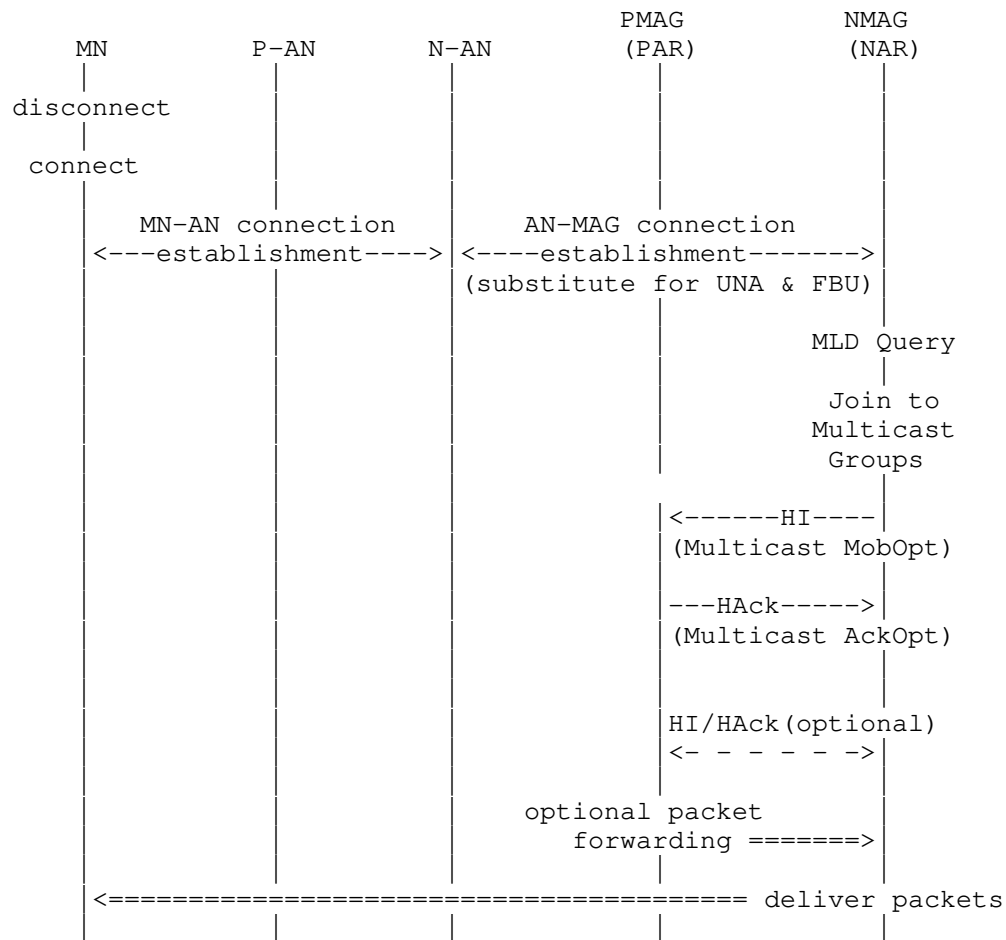 PMAG NMAG
MN P-AN N-AN (PAR) (NAR)
disconnect
connect
MN-AN connection AN-MAG connection
<---establishment----> <----establishment------->
(substitute for UNA & FBU)
MLD Query
Join to
Multicast
Groups
<------HI----
(Multicast MobOpt)
---HAck----->
(Multicast AckOpt)
HI/HAck(optional)
<- - - - - ->
optional packet
forwarding =======>
<======================================== deliver packets